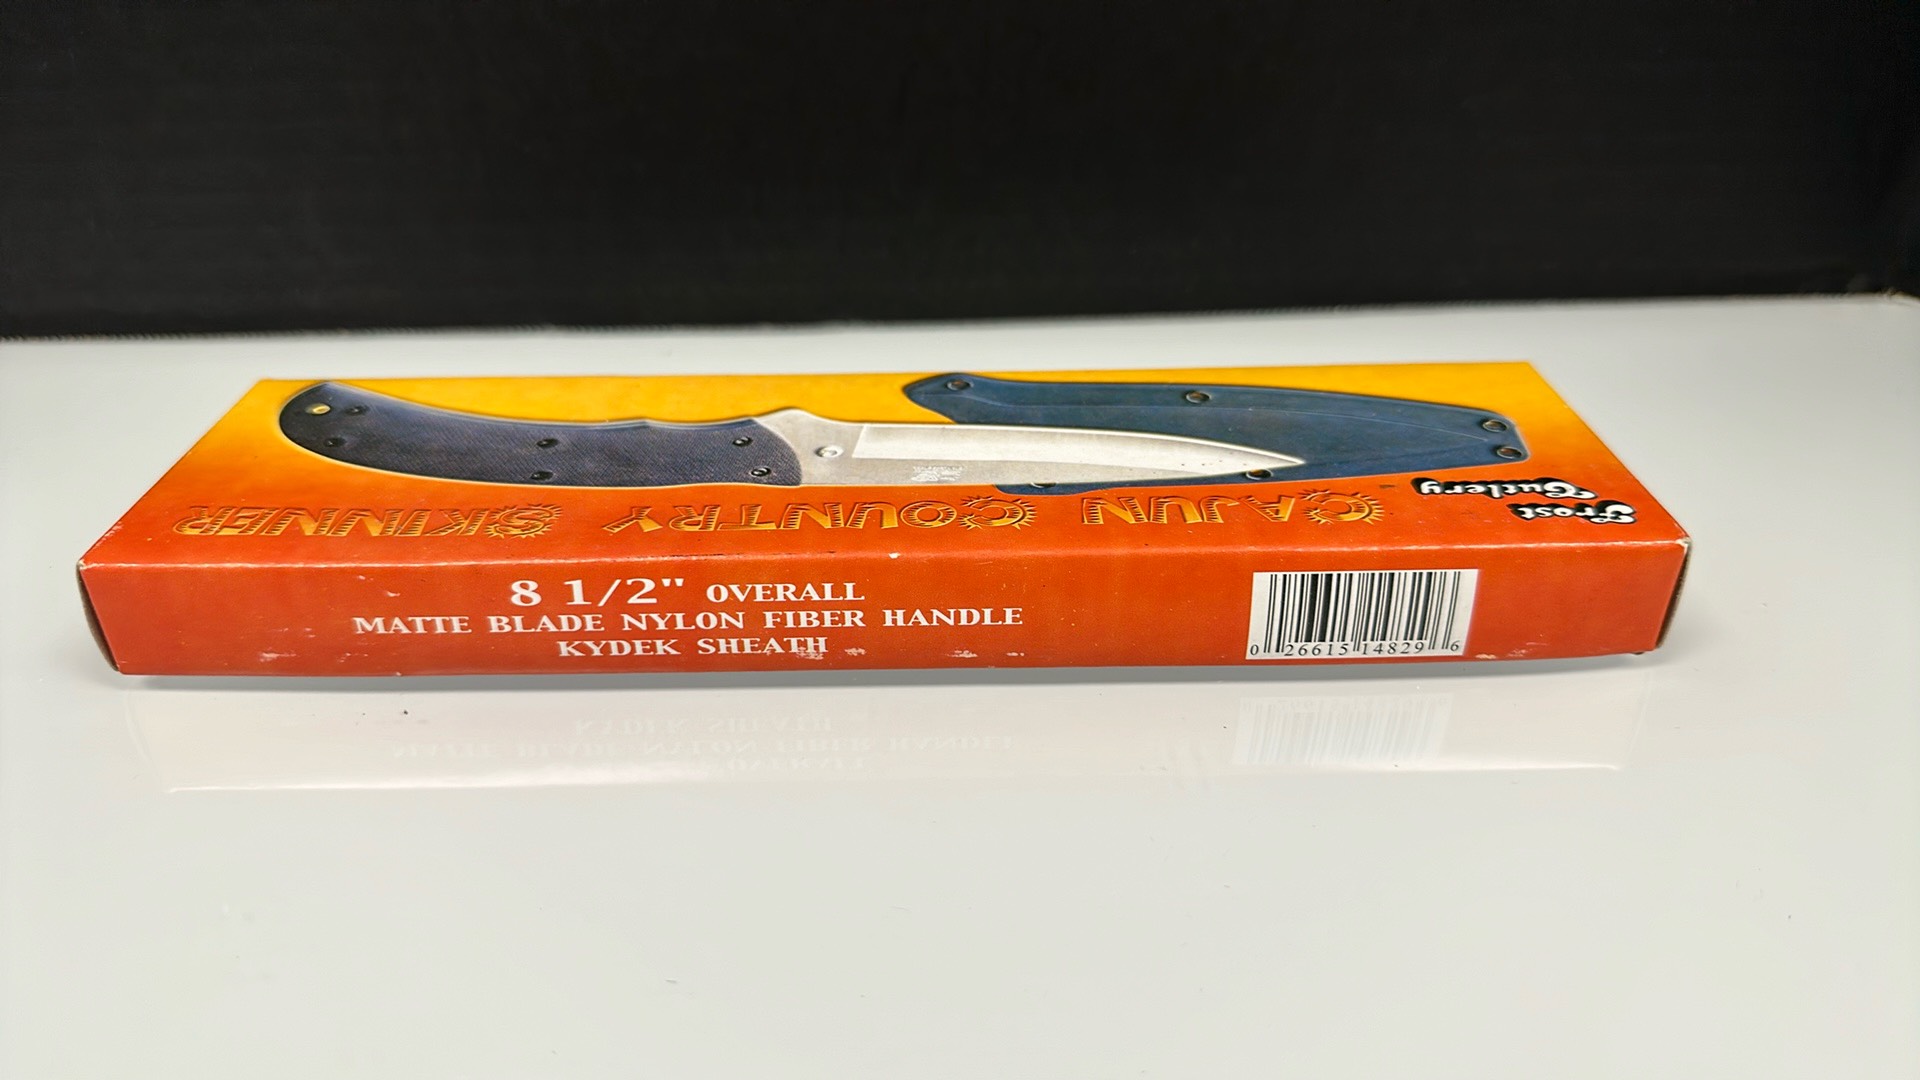 Frost
Cutlery
CAJUN COUNTRY SKINNER
8 1/2" OVERALL
MATTE BLADE NYLON FIBER HANDLE
KYDEK SHEATH
0 26615 14829 6